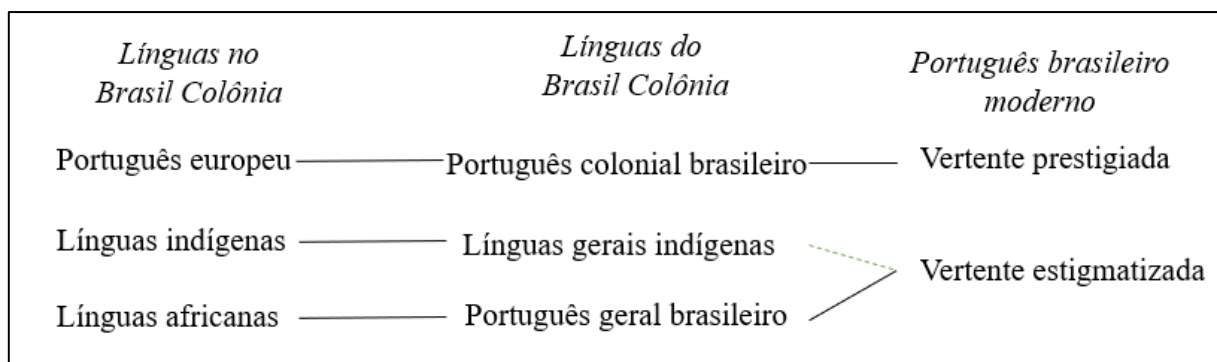 Línguas no
Brasil Colônia
Línguas do
Brasil Colônia
Português brasileiro
moderno
Português europeu
Português colonial brasileiro
Vertente prestigiada
Línguas indígenas
Línguas gerais indígenas
Vertente estigmatizada
Línguas africanas
Português geral brasileiro